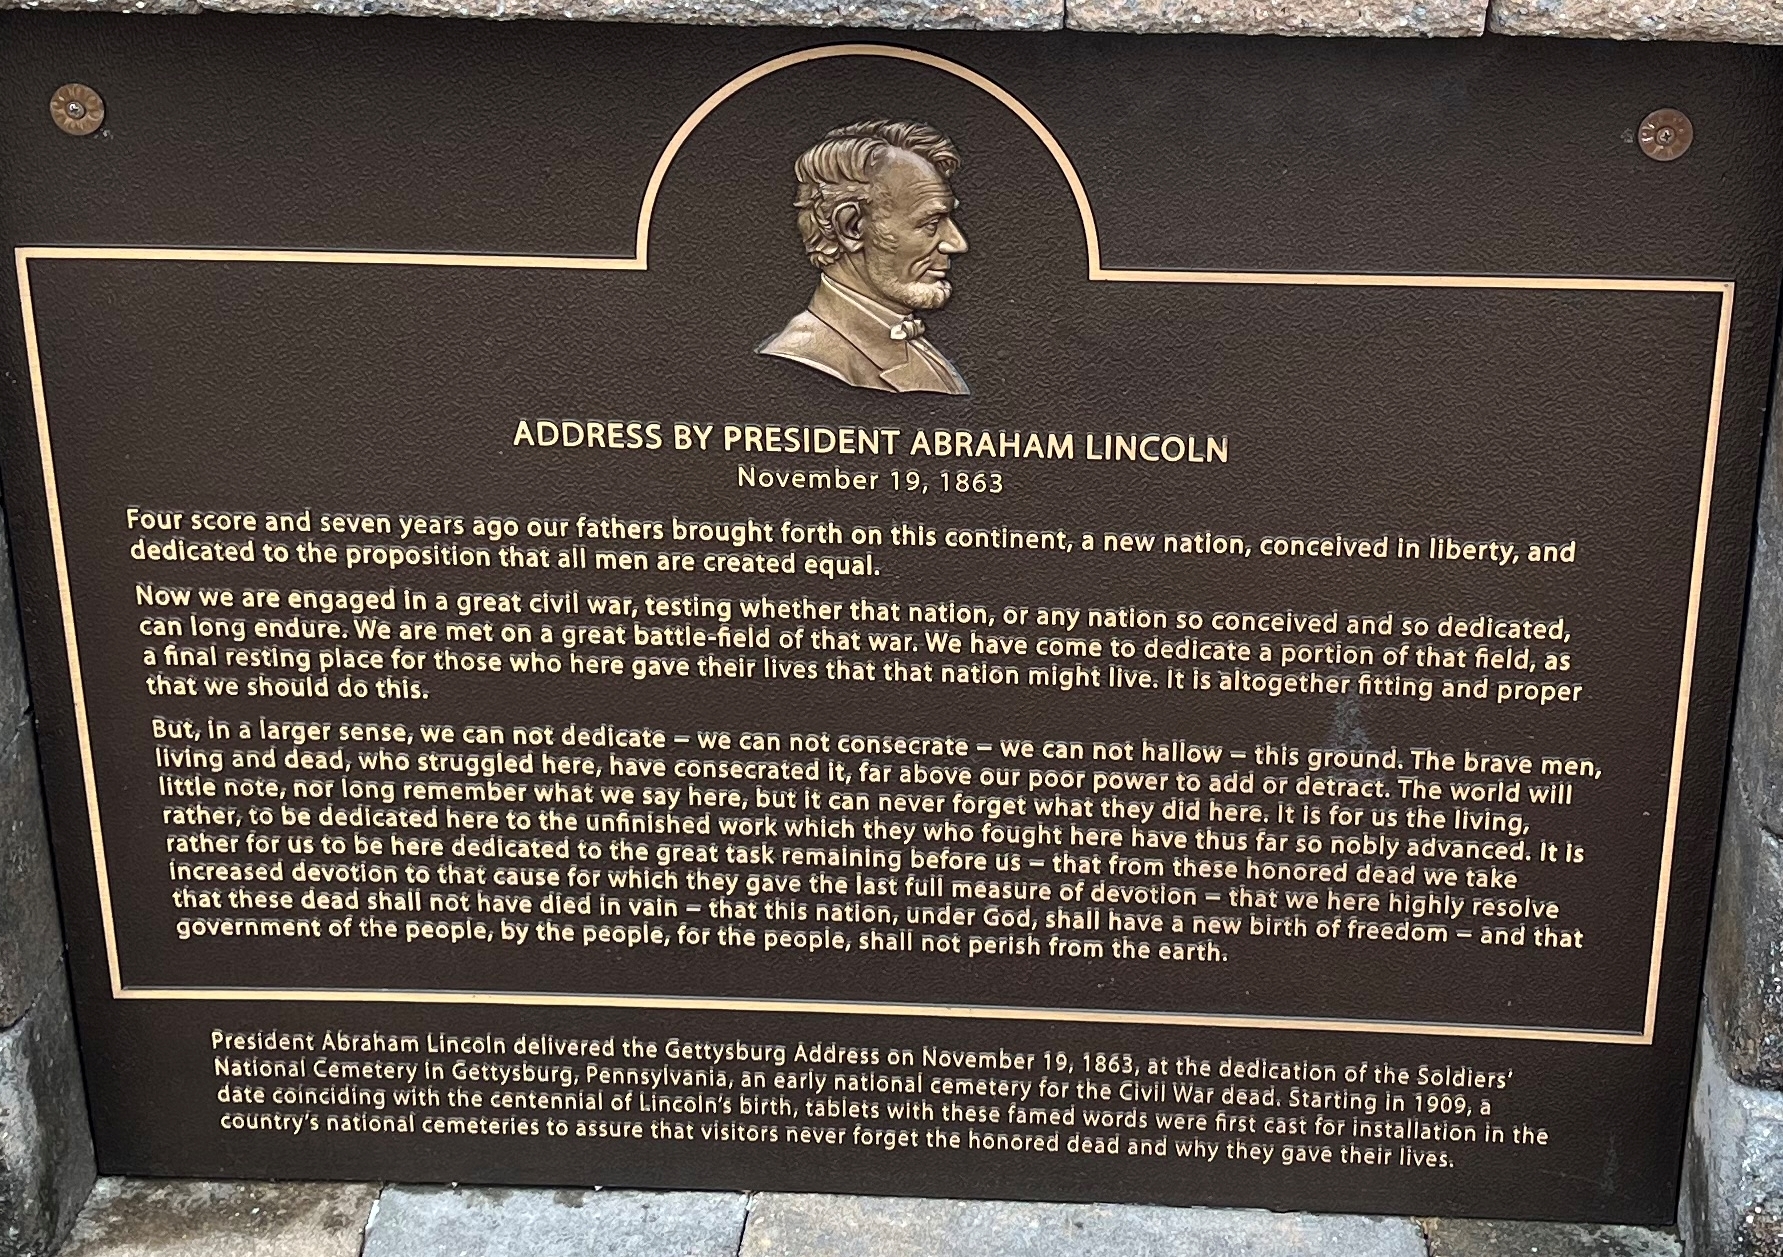 ADDRESS BY PRESIDENT ABRAHAM LINCOLN
November 19, 1863
Four score and seven years ago our fathers brought forth on this continent, a new nation, conceived in liberty, and
dedicated to the proposition that all men are created equal.
Now we are engaged in a great civil war, testing whether that nation, or any nation so conceived and so dedicated,
can long endure. We are met on a great battle-field of that war. We have come to dedicate a portion of that field, as
a final resting place for those who here gave their lives that that nation might live. It is altogether fitting and proper
that we should do this.
But, in a larger sense, we can not dedicate – we can not consecrate – we can not hallow – this ground. The brave men,
living and dead, who struggled here, have consecrated it, far above our poor power to add or detract. The world will
little note, nor long remember what we say here, but it can never forget what they did here. It is for us the living,
rather, to be dedicated here to the unfinished work which they who fought here have thus far so nobly advanced. It is
rather for us to be here dedicated to the great task remaining before us – that from these honored dead we take
increased devotion to that cause for which they gave the last full measure of devotion – that we here highly resolve
that these dead shall not have died in vain – that this nation, under God, shall have a new birth of freedom – and that
government of the people, by the people, for the people, shall not perish from the earth.
President Abraham Lincoln delivered the Gettysburg Address on November 19, 1863, at the dedication of the Soldiers'
National Cemetery in Gettysburg, Pennsylvania, an early national cemetery for the Civil War dead. Starting in 1909, a
date coinciding with the centennial of Lincoln's birth, tablets with these famed words were first cast for installation in the
country's national cemeteries to assure that visitors never forget the honored dead and why they gave their lives.